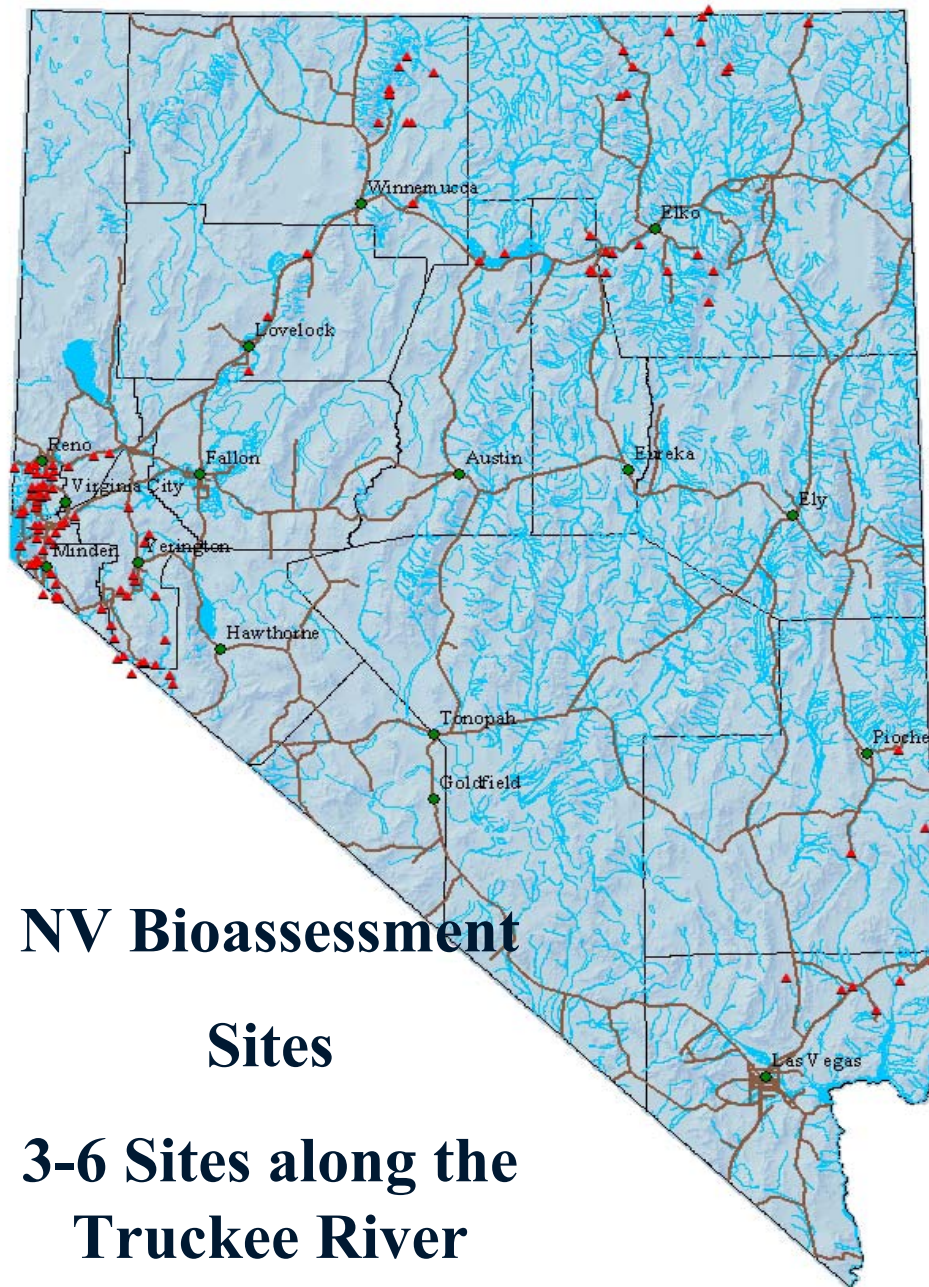 Winnemucca
Elko
Lovelock
Reno
Fallon
Austin
Eureka
Virginia City
Ely
Minden
Yerington
Hawthorne
Tonopah
Pioche
Goldfield
NV Bioassessment
Sites
Las Vegas
3-6 Sites along the
Truckee River